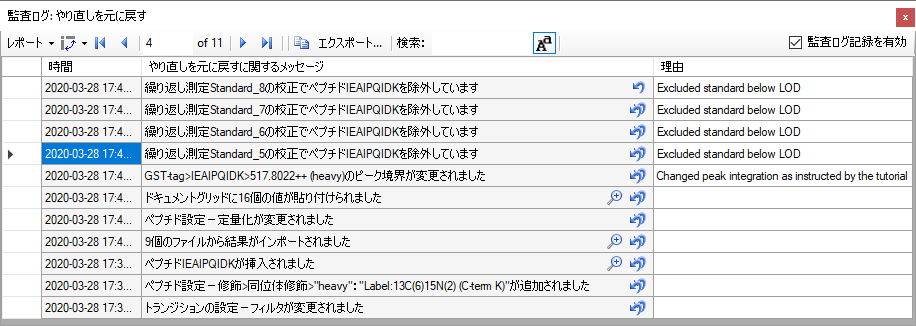 監査ログ: やり直しを元に戻す
レポート 4 of 11 エクスポート... 検索: Aa 監査ログ記録を有効
時間 やり直しを元に戻すに関するメッセージ 理由
2020-03-28 17:4... 繰り返し測定Standard_8の校正でペプチドIEAIPQIDKを除外しています Excluded standard below LOD
2020-03-28 17:4... 繰り返し測定Standard_7の校正でペプチドIEAIPQIDKを除外しています Excluded standard below LOD
2020-03-28 17:4... 繰り返し測定Standard_6の校正でペプチドIEAIPQIDKを除外しています Excluded standard below LOD
2020-03-28 17:4... 繰り返し測定Standard_5の校正でペプチドIEAIPQIDKを除外しています Excluded standard below LOD
2020-03-28 17:4... GST-tag>IEAIPQIDK>517.8022++ (heavy)のピーク境界が変更されました Changed peak integration as instructed by the tutorial
2020-03-28 17:4... ドキュメントグリッドに16個の値が貼り付けられました
2020-03-28 17:4... ペプチド設定－定量化が変更されました
2020-03-28 17:4... 9個のファイルから結果がインポートされました
2020-03-28 17:3... ペプチドIEAIPQIDKが挿入されました
2020-03-28 17:3... ペプチド設定－修飾>同位体修飾>"heavy": "Label:13C(6)15N(2) (C-term K)"が追加されました
2020-03-28 17:3... トランジションの設定－フィルタが変更されました